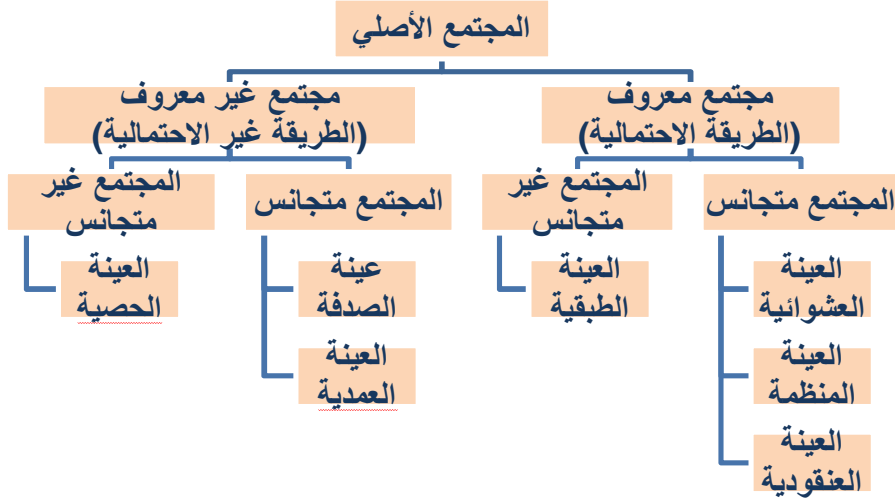 المجتمع الأصلي
مجتمع معروف
(الطريقة الاحتمالية)
مجتمع غير معروف
(الطريقة غير الاحتمالية)
المجتمع متجانس
المجتمع غير
متجانس
المجتمع متجانس
المجتمع غير
متجانس
العينة
العشوائية
العينة
المنظمة
العينة
العنقودية
العينة
الطبقية
عينة
الصدفة
العينة
العمدية
العينة
الحصية